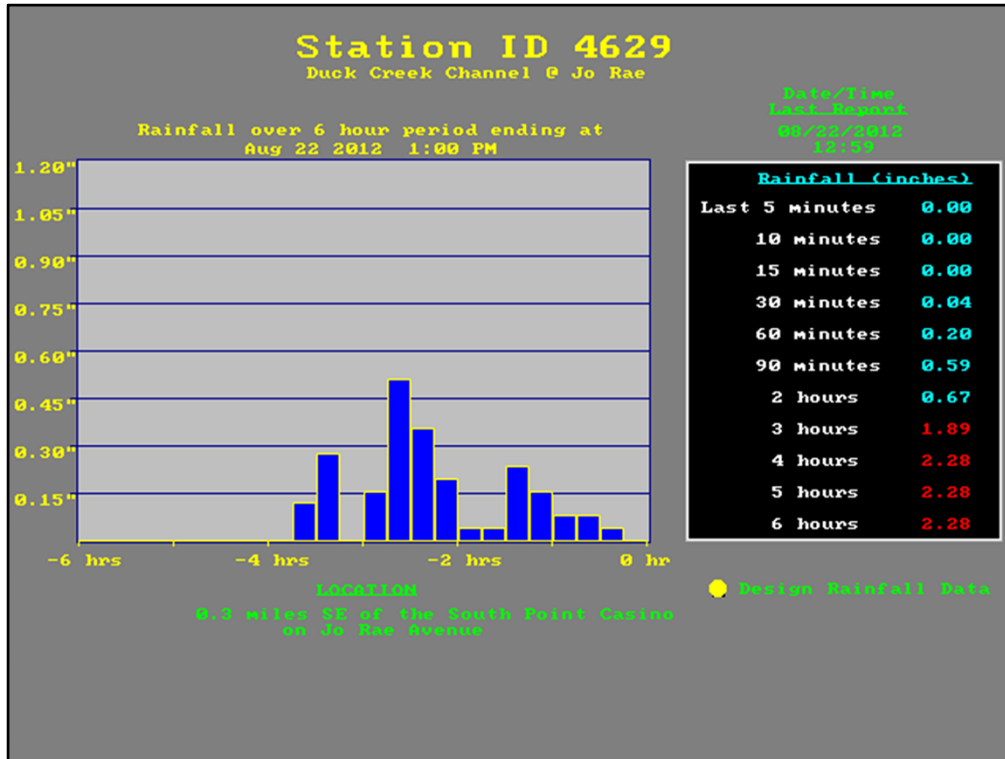 Station ID 4629
Duck Creek Channel @ Jo Rae
Date/Time
Last Report
08/22/2012
12:59
Rainfall over 6 hour period ending at
Aug 22 2012 1:00 PM
1.20"
1.05"
0.90"
0.75"
0.60"
0.45"
0.30"
0.15"
-6 hrs -4 hrs -2 hrs 0 hr
Rainfall (inches)
Last 5 minutes 0.00
10 minutes 0.00
15 minutes 0.00
30 minutes 0.04
60 minutes 0.20
90 minutes 0.59
2 hours 0.67
3 hours 1.89
4 hours 2.28
5 hours 2.28
6 hours 2.28
Design Rainfall Data
LOCATION
0.3 miles SE of the South Point Casino
on Jo Rae Avenue